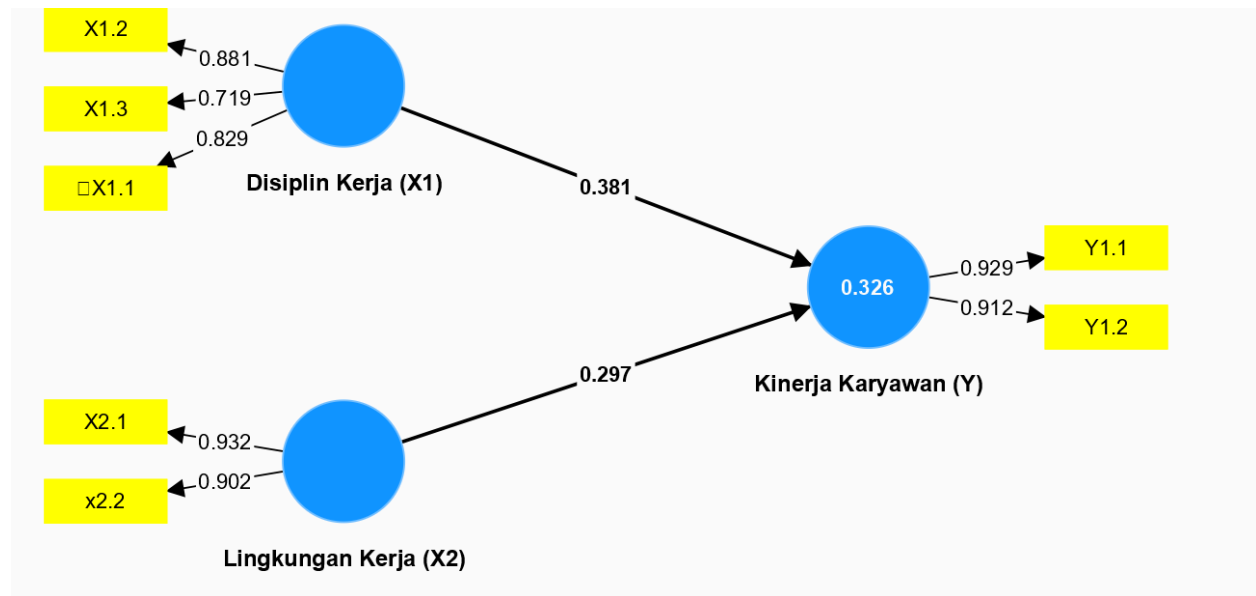 X1.2
0.881
X1.3
0.719
0.829
□X1.1
Disiplin Kerja (X1)
0.381
Y1.1
0.929
0.326
0.912
Y1.2
0.297
Kinerja Karyawan (Y)
X2.1
0.932
0.902
x2.2
Lingkungan Kerja (X2)